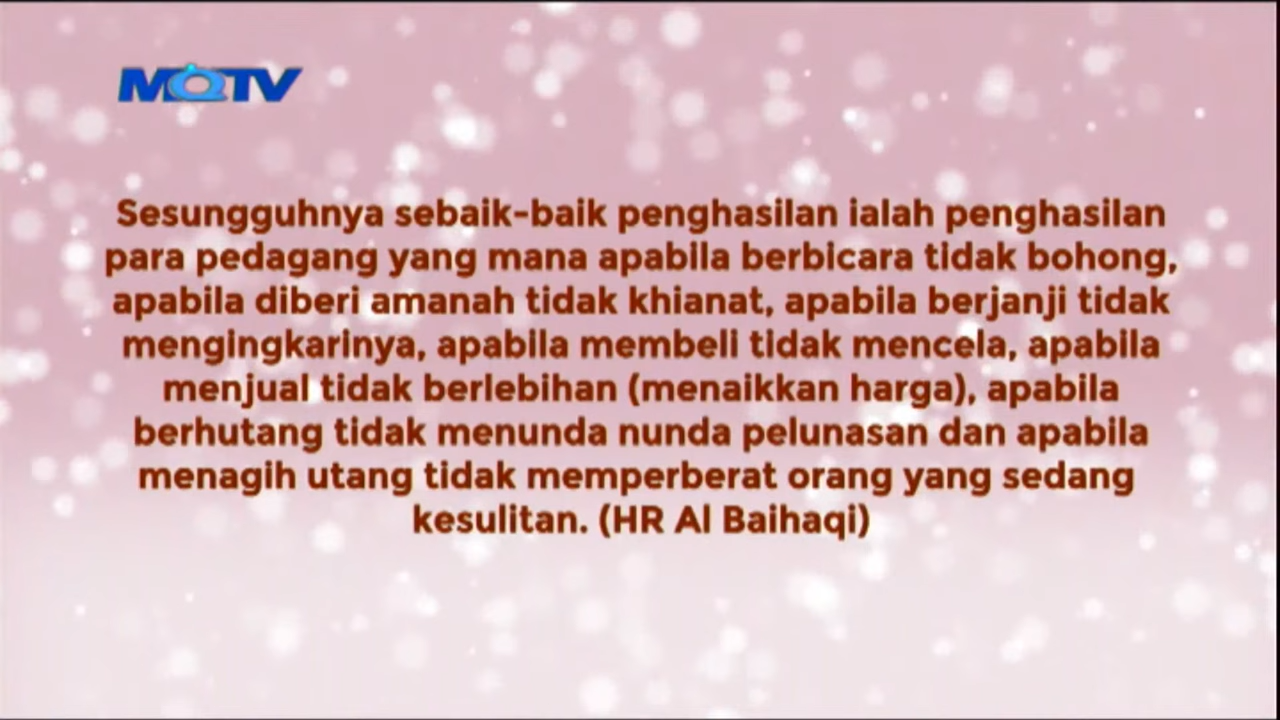 MQTV
Sesungguhnya sebaik-baik penghasilan ialah penghasilan
para pedagang yang mana apabila berbicara tidak bohong,
apabila diberi amanah tidak khianat, apabila berjanji tidak
mengingkarinya, apabila membeli tidak mencela, apabila
menjual tidak berlebihan (menaikkan harga), apabila
berhutang tidak menunda nunda pelunasan dan apabila
menagih utang tidak memperberat orang yang sedang
kesulitan. (HR Al Baihaqi)